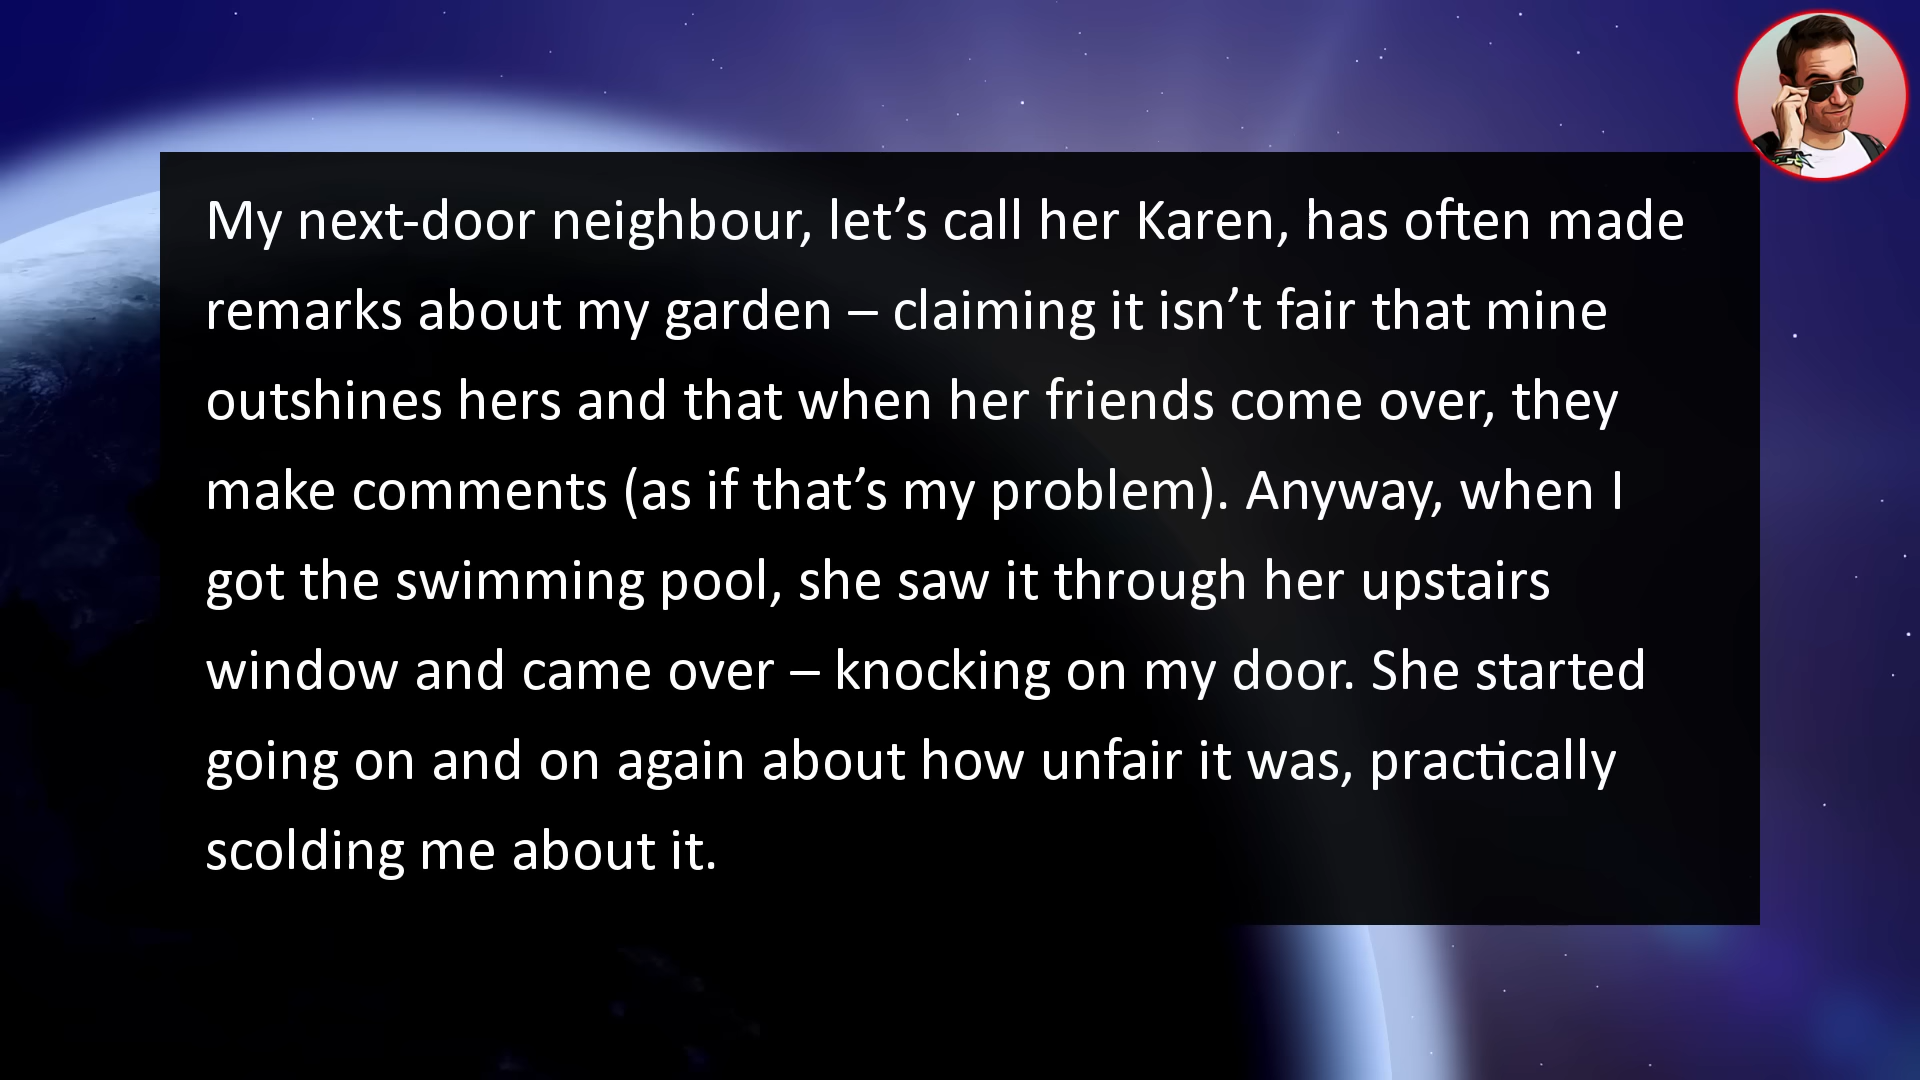 My next-door neighbour, let’s call her Karen, has often made
remarks about my garden – claiming it isn’t fair that mine
outshines hers and that when her friends come over, they
make comments (as if that’s my problem). Anyway, when I
got the swimming pool, she saw it through her upstairs
window and came over – knocking on my door. She started
going on and on again about how unfair it was, practically
scolding me about it.